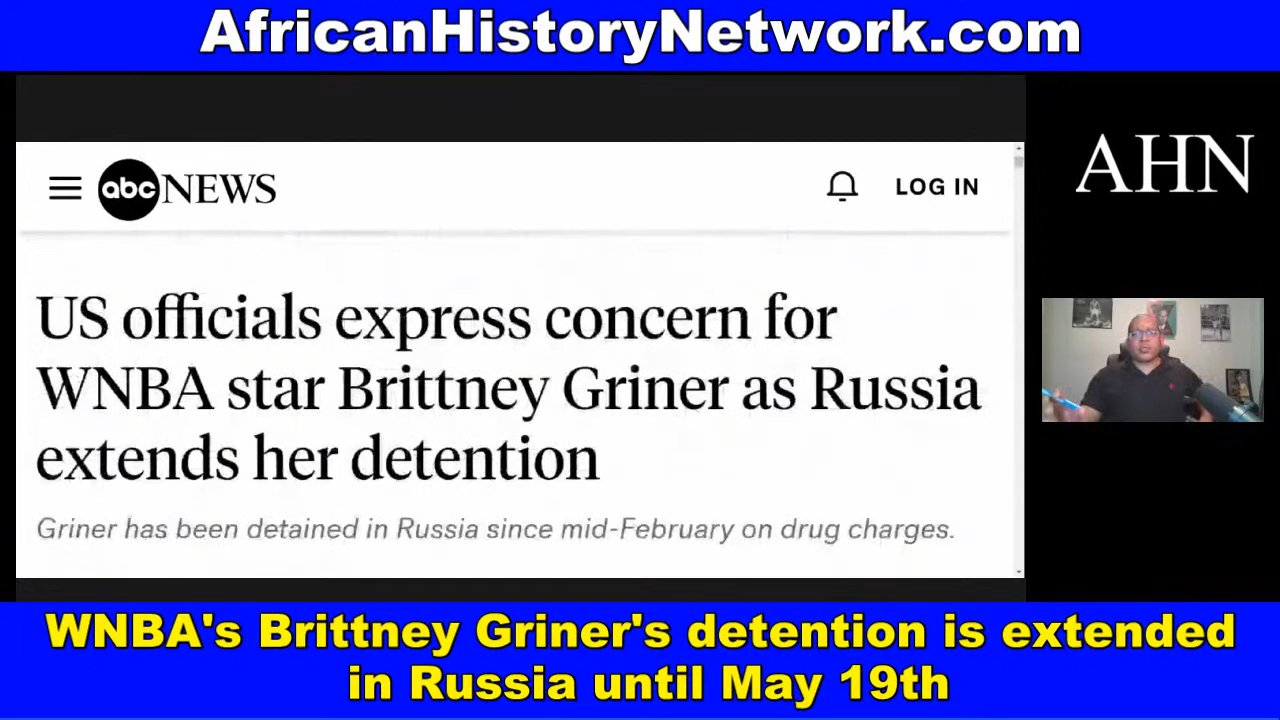 AfricanHistoryNetwork.com
AHN
abc NEWS
LOG IN
US officials express concern for
WNBA star Brittney Griner as Russia
extends her detention
Griner has been detained in Russia since mid-February on drug charges.
WNBA's Brittney Griner's detention is extended
in Russia until May 19th